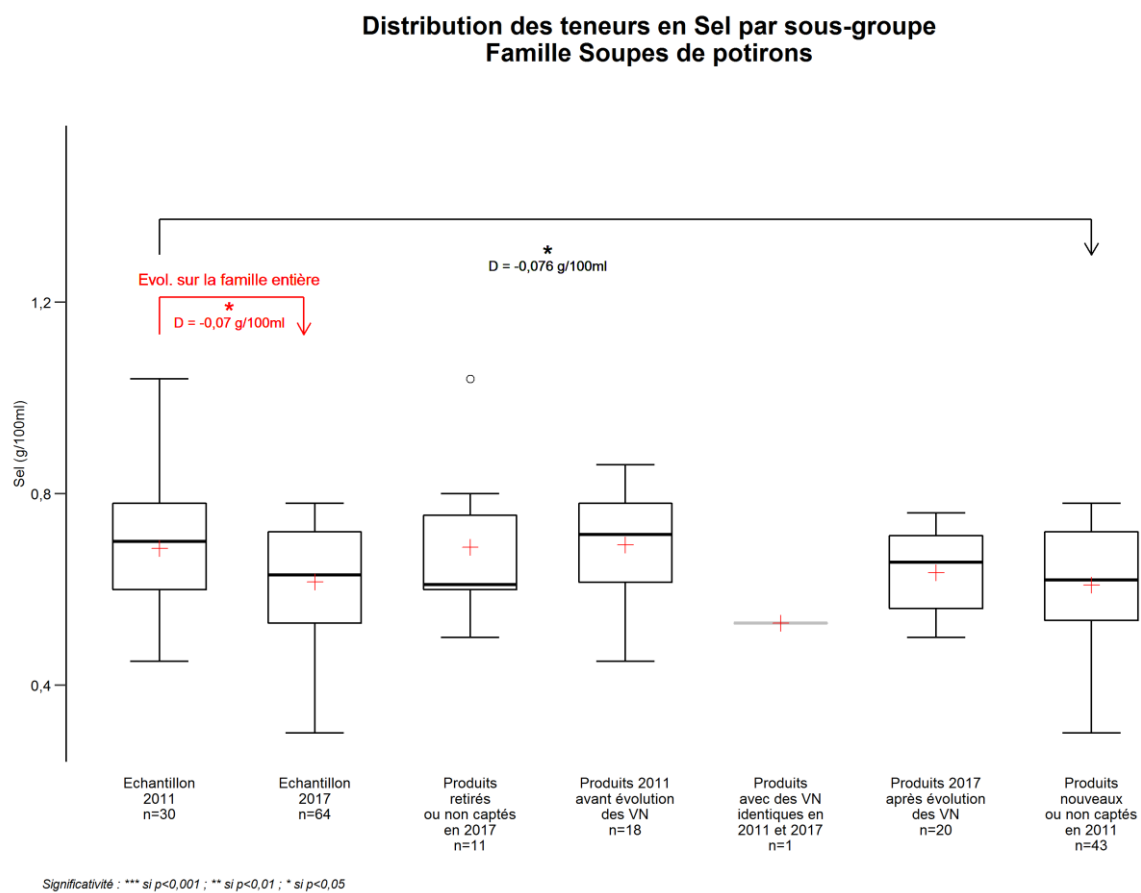 Distribution des teneurs en Sel par sous-groupe
Famille Soupes de potirons
*
D = -0,076 g/100ml
Evol. sur la famille entière
*
D = -0,07 g/100ml
Sel (g/100ml)
1,2
0,8
0,4
Echantillon
2011
n=30
Echantillon
2017
n=64
Produits
retirés
ou non captés
en 2017
n=11
Produits 2011
avant évolution
des VN
n=18
Produits
avec des VN
identiques en
2011 et 2017
n=1
Produits 2017
après évolution
des VN
n=20
Produits
nouveaux
ou non captés
en 2011
n=43
Significativité : *** si p<0,001 ; ** si p<0,01 ; * si p<0,05